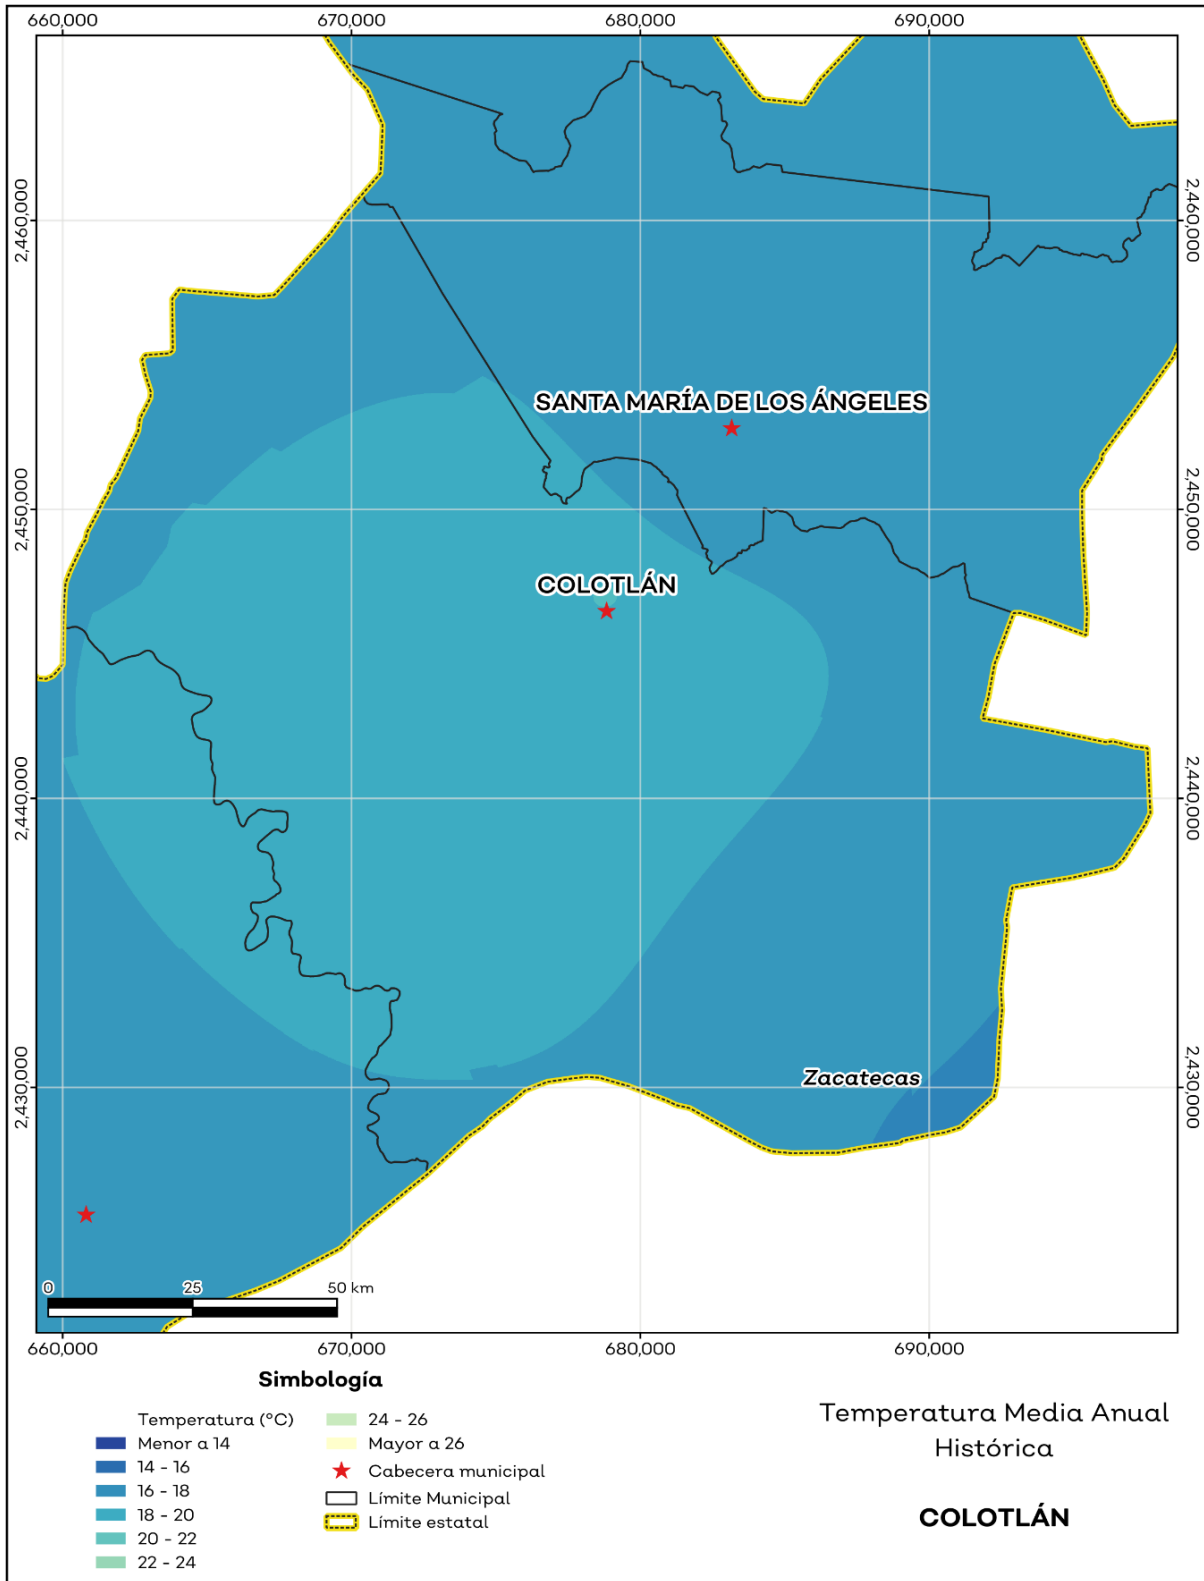 660,000
670,000
680,000
690,000
2,460,000
2,460,000
SANTA MARÍA DE LOS ÁNGELES
2,450,000
2,450,000
COLOTLÁN
2,440,000
2,440,000
Zacatecas
2,430,000
2,430,000
0
25
50 km
660,000
670,000
680,000
690,000
Simbología
Temperatura (°C)
Menor a 14
14 - 16
16 - 18
18 - 20
20 - 22
22 - 24
24 - 26
Mayor a 26
Cabecera municipal
Límite Municipal
Límite estatal
Temperatura Media Anual
Histórica
COLOTLÁN